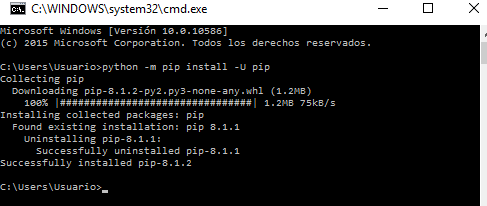 C:\WINDOWS\system32\cmd.exe
Microsoft Windows [Versión 10.0.10586]
(c) 2015 Microsoft Corporation. Todos los derechos reservados.
C:\Users\Usuario>python -m pip install -U pip
Collecting pip
  Downloading pip-8.1.2-py2.py3-none-any.whl (1.2MB)
    100% |################################| 1.2MB 75kB/s
Installing collected packages: pip
  Found existing installation: pip 8.1.1
    Uninstalling pip-8.1.1:
      Successfully uninstalled pip-8.1.1
Successfully installed pip-8.1.2
C:\Users\Usuario>_